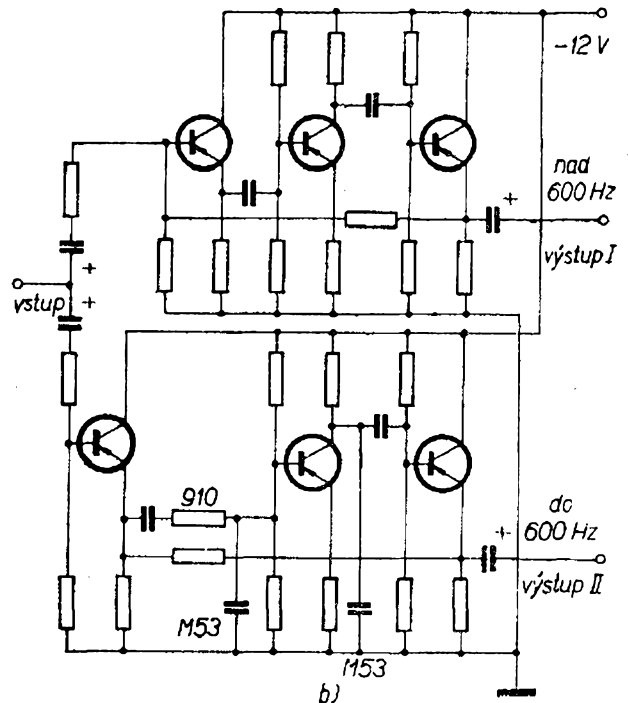 -12 V
nad
600 Hz
výstup I
vstup
910
do
600 Hz
výstup II
M53
M53
b)